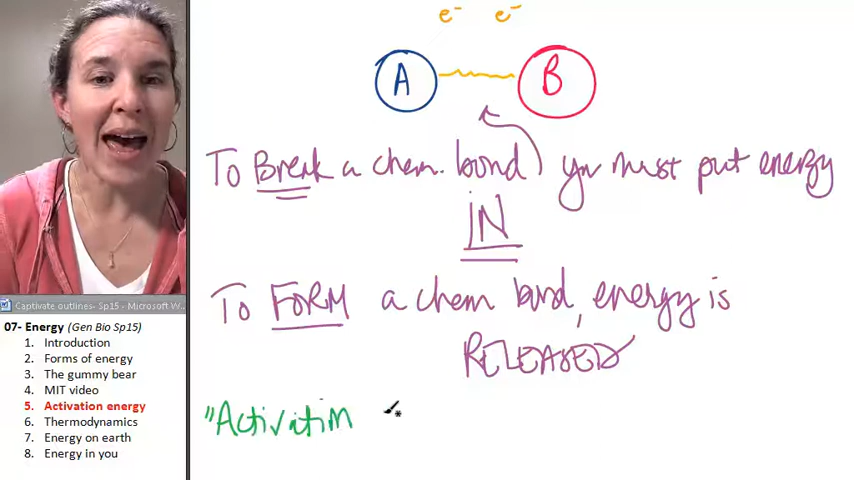 e⁻ e⁻
A B
To Break a chem. bond you must put energy
IN
To FORM a chem bond, energy is
RELEASED
"Activation
Captivate outlines- Sp15 - Microsoft W...
07- Energy (Gen Bio Sp15)
1. Introduction
2. Forms of energy
3. The gummy bear
4. MIT video
5. Activation energy
6. Thermodynamics
7. Energy on earth
8. Energy in you